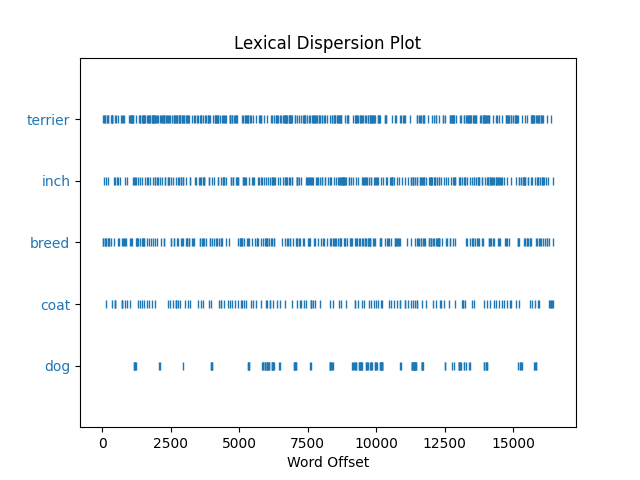 Lexical Dispersion Plot
terrier
inch
breed
coat
dog
0 2500 5000 7500 10000 12500 15000
Word Offset